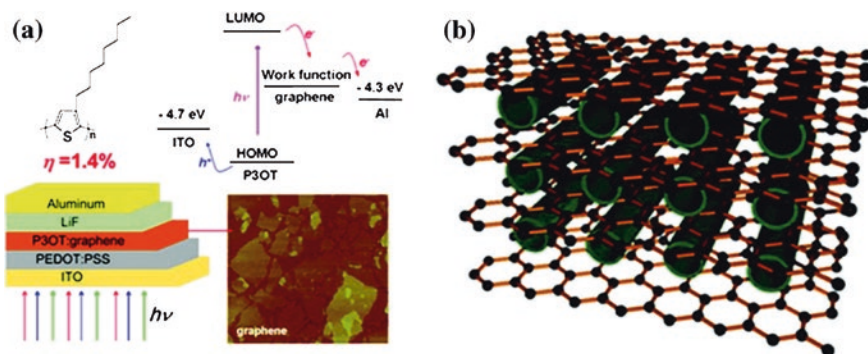 (a)
(b)
LUMO
e-
e-
Work function
graphene
- 4.3 eV
Al
hν
- 4.7 eV
ITO
h+
HOMO
P3OT
S
n
η =1.4%
Aluminum
LiF
P3OT:graphene
PEDOT:PSS
ITO
hν
graphene